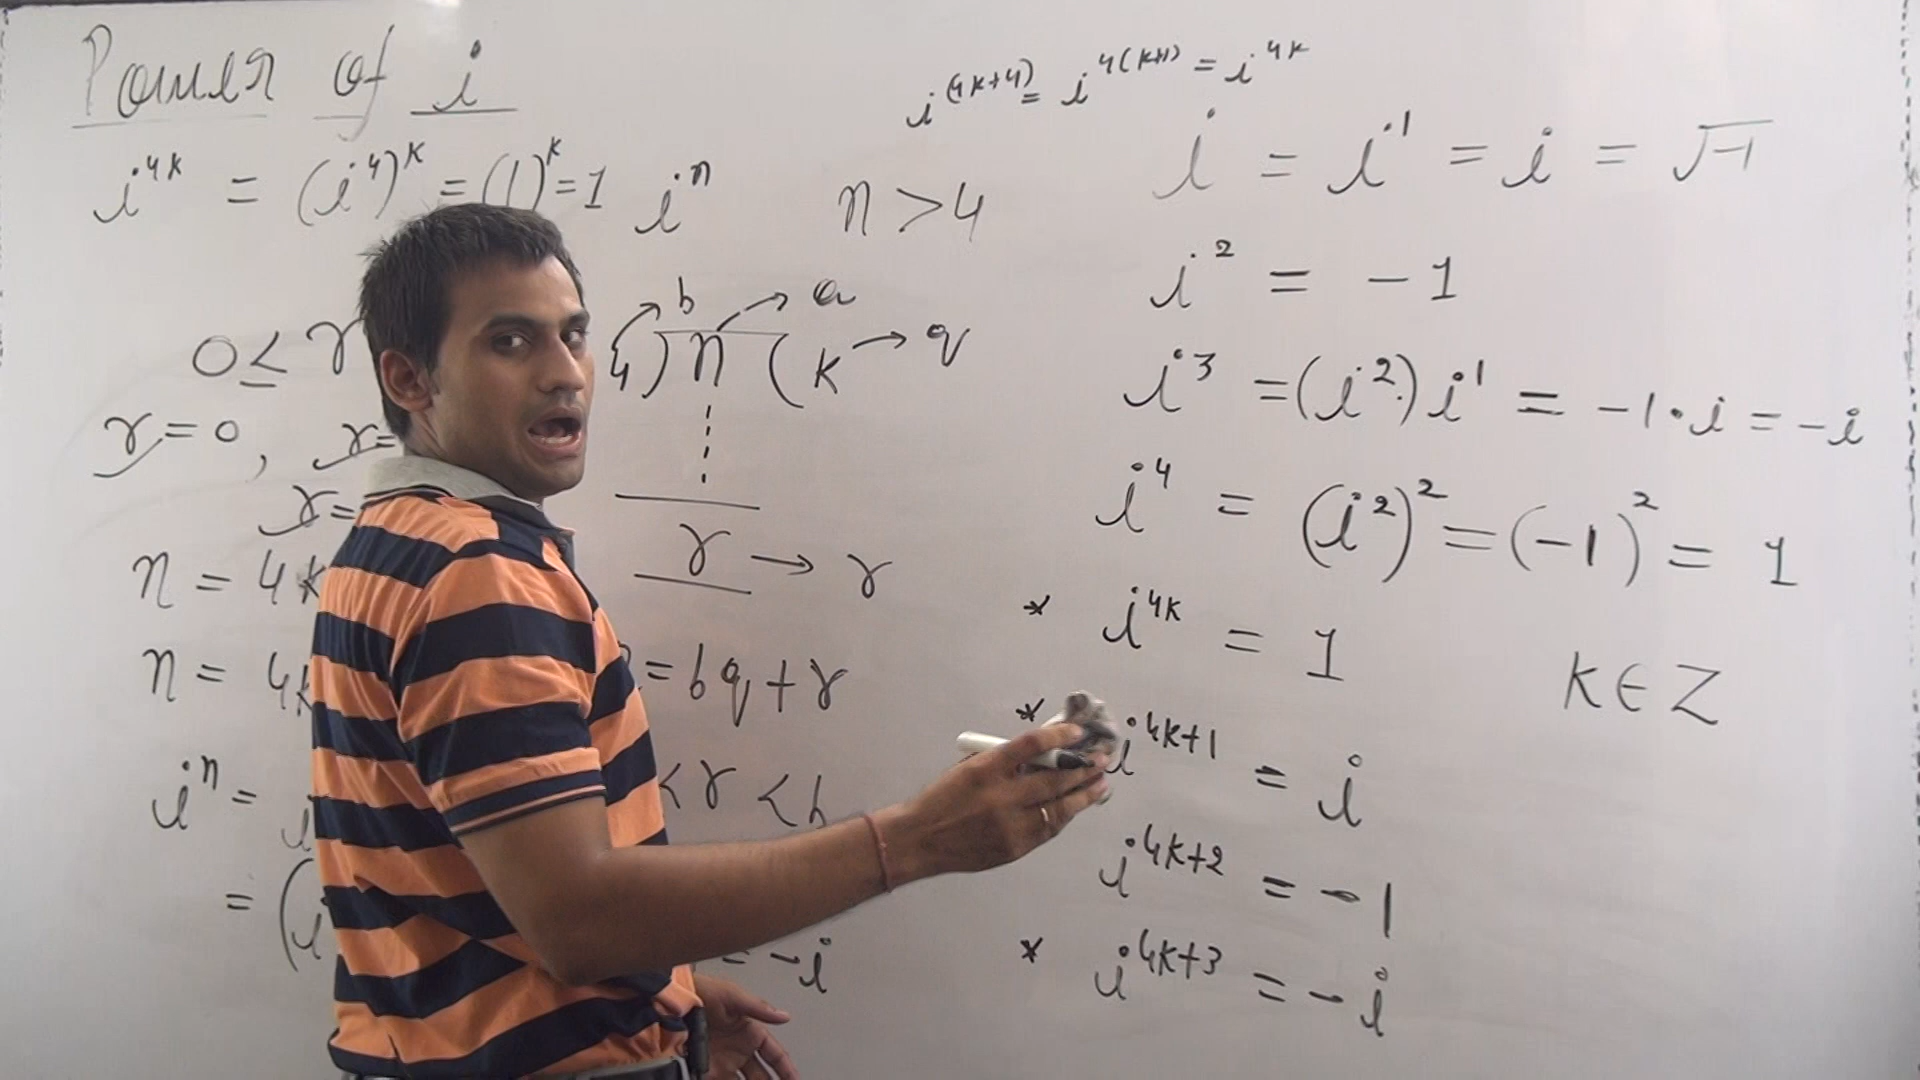 Power of i
i^(4k+4) = i^4(k+1) = i^4k
i^4k = (i^4)^k = (1)^k = 1
i^n n > 4
0 ≤ r
r = 0, r =
r =
n = 4k
n = 4k
i^n = i
= (i
b a
4) n ( k → q
r → r
= bq + r
< r < b
= -i
i = i^1 = i = √-1
i^2 = -1
i^3 = (i^2.) i^1 = -1·i = -i
i^4 = (i^2)^2 = (-1)^2 = 1
* i^4k = 1
k ∈ Z
* i^4k+1 = i
i^4k+2 = -1
* i^4k+3 = -i